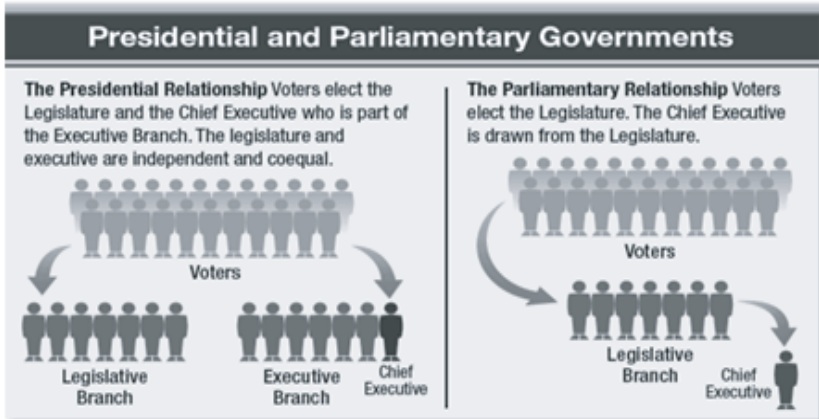 Presidential and Parliamentary Governments
The Presidential Relationship Voters elect the
Legislature and the Chief Executive who is part of
the Executive Branch. The legislature and
executive are independent and coequal.
Voters
Legislative
Branch
Executive
Branch
Chief
Executive
The Parliamentary Relationship Voters
elect the Legislature. The Chief Executive
is drawn from the Legislature.
Voters
Legislative
Branch
Chief
Executive